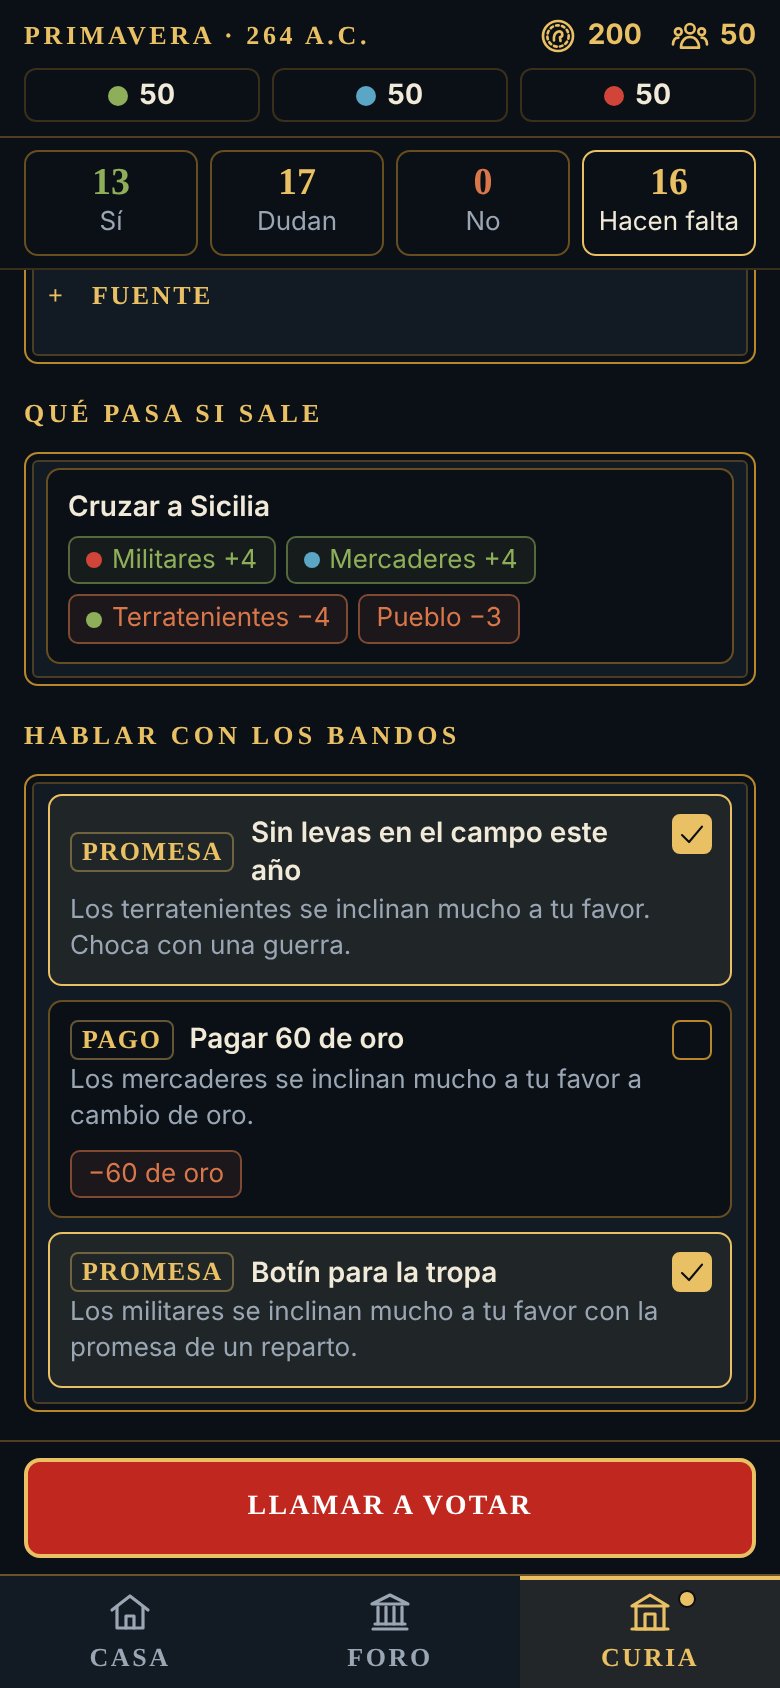 PRIMAVERA · 264 A.C. 200 50
50 50 50
13 17 0 16
Sí Dudan No Hacen falta
+ FUENTE
QUÉ PASA SI SALE
Cruzar a Sicilia
Militares +4 Mercaderes +4
Terratenientes −4 Pueblo −3
HABLAR CON LOS BANDOS
PROMESA Sin levas en el campo este
año
Los terratenientes se inclinan mucho a tu favor.
Choca con una guerra.
PAGO Pagar 60 de oro
Los mercaderes se inclinan mucho a tu favor a
cambio de oro.
−60 de oro
PROMESA Botín para la tropa
Los militares se inclinan mucho a tu favor con la
promesa de un reparto.
LLAMAR A VOTAR
CASA FORO CURIA